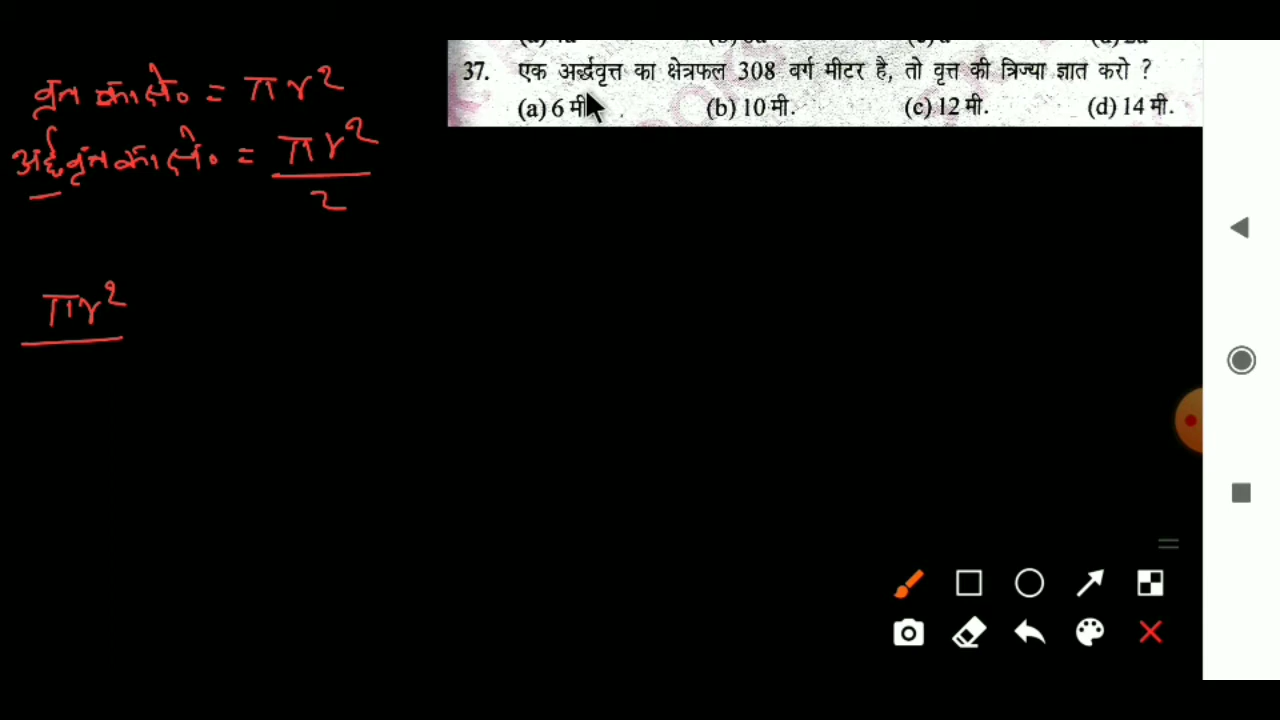 वृत्त का क्षे० = πr²
अर्द्धवृत्त का क्षे० = πr²
2
πr²
37. एक अर्द्धवृत्त का क्षेत्रफल 308 वर्ग मीटर है, तो वृत्त की त्रिज्या ज्ञात करो ?
(a) 6 मी. (b) 10 मी. (c) 12 मी. (d) 14 मी.